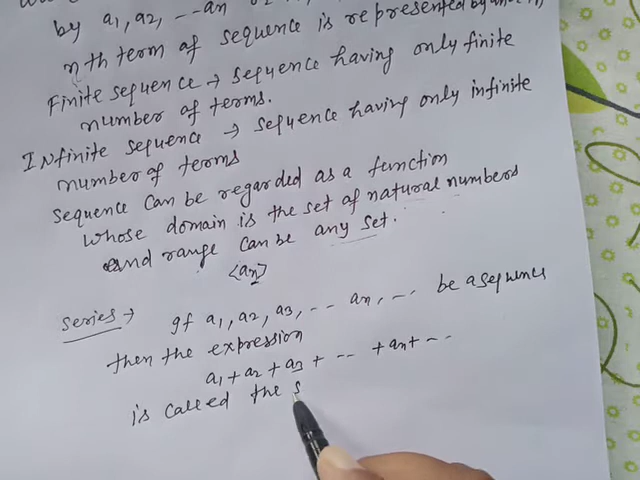 by a1, a2, --- an
nth term of sequence is represented by
Finite sequence → sequence having only finite
number of terms.
Infinite sequence → sequence having only infinite
number of terms
sequence can be regarded as a function
whose domain is the set of natural numbers
and range can be any set.
<an>
series → If a1, a2, a3, --- an, --- be a sequence
then the expression
a1 + a2 + a3 + --- + an + ---
is called the s